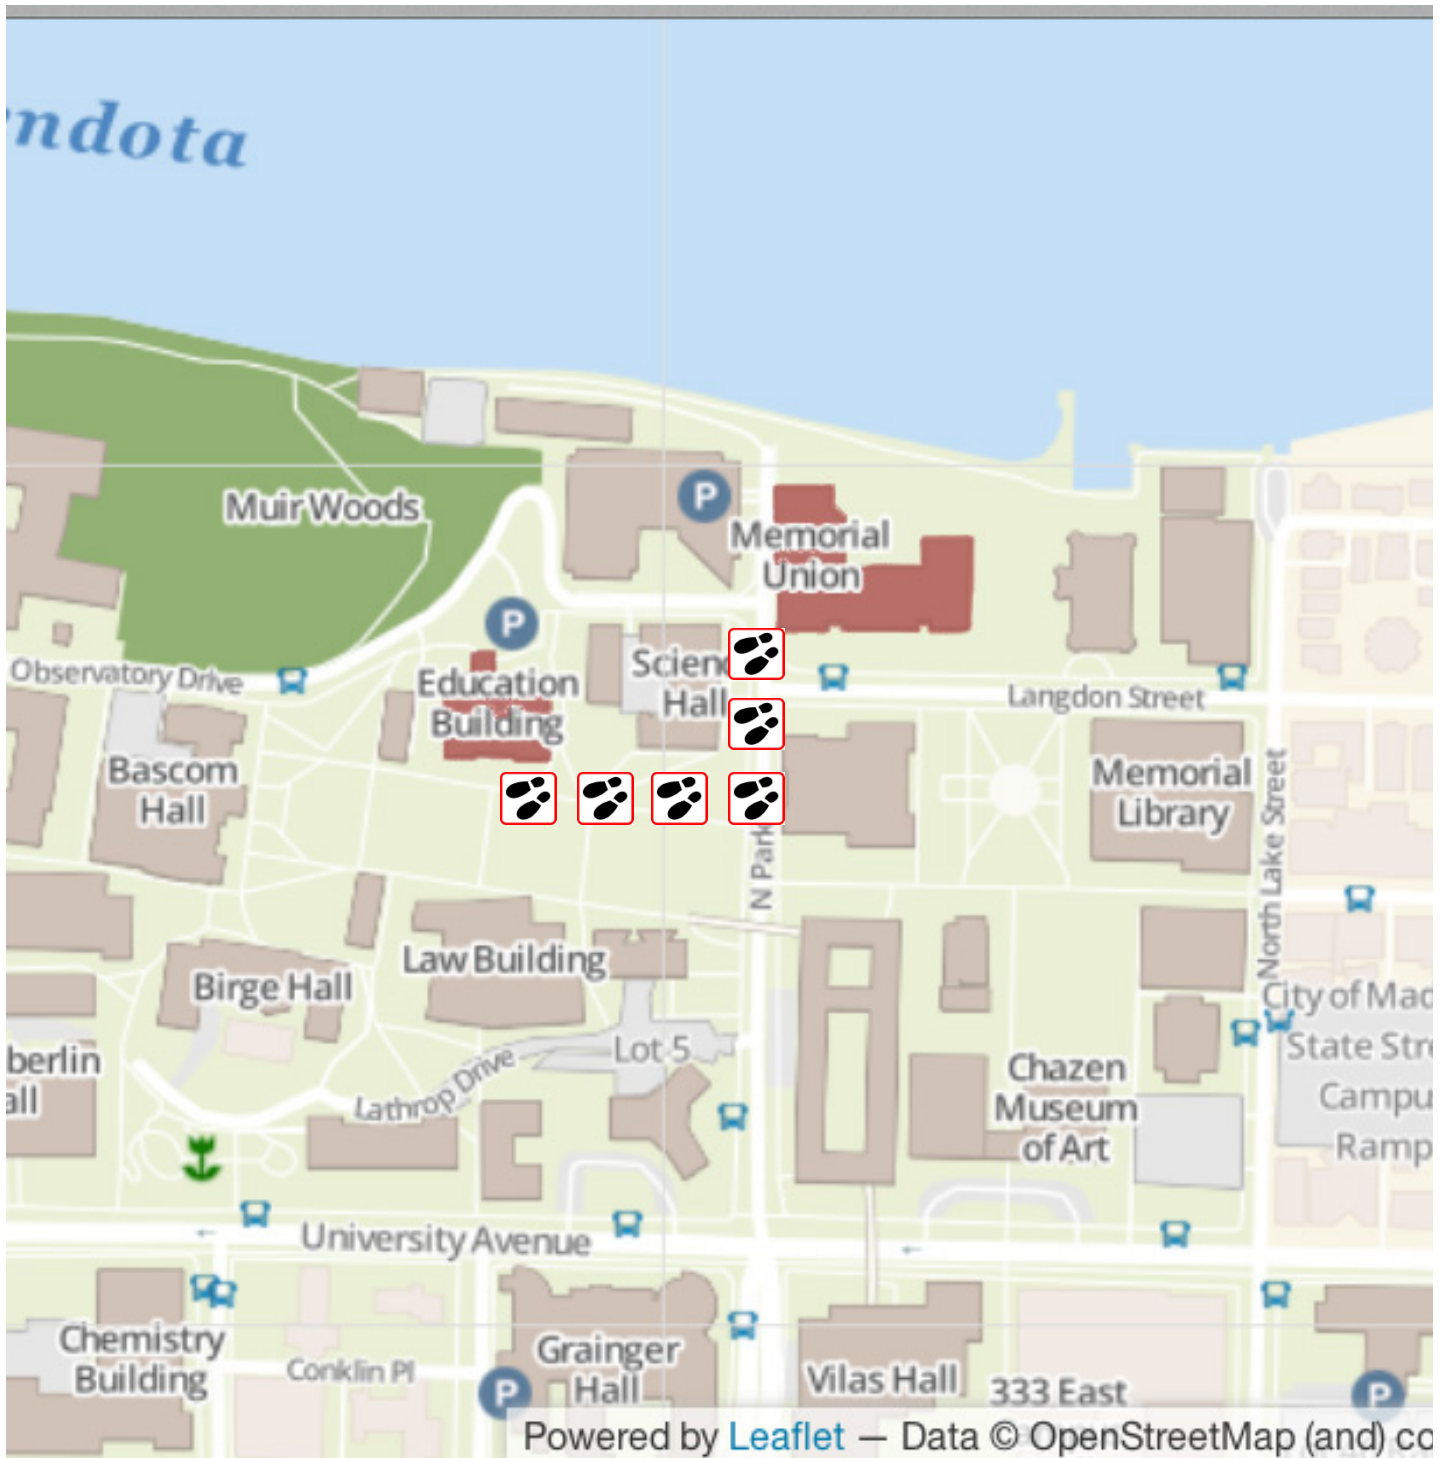 ndota
P
Muir Woods
Memorial
Union
P
Observatory Drive
Education
Building
Hall
Langdon Street
Bascom
Hall
Memorial
Library
N Park
North Lake Street
Law Building
Birge Hall
City of Mad
Lot 5
State Stre
berlin
all
Chazen
Museum
of Art
Campu
Ramp
Lathrop Drive
University Avenue
Chemistry
Building
Conklin Pl
Grainger
Hall
P
Vilas Hall
333 East
P
Powered by Leaflet — Data © OpenStreetMap (and) co